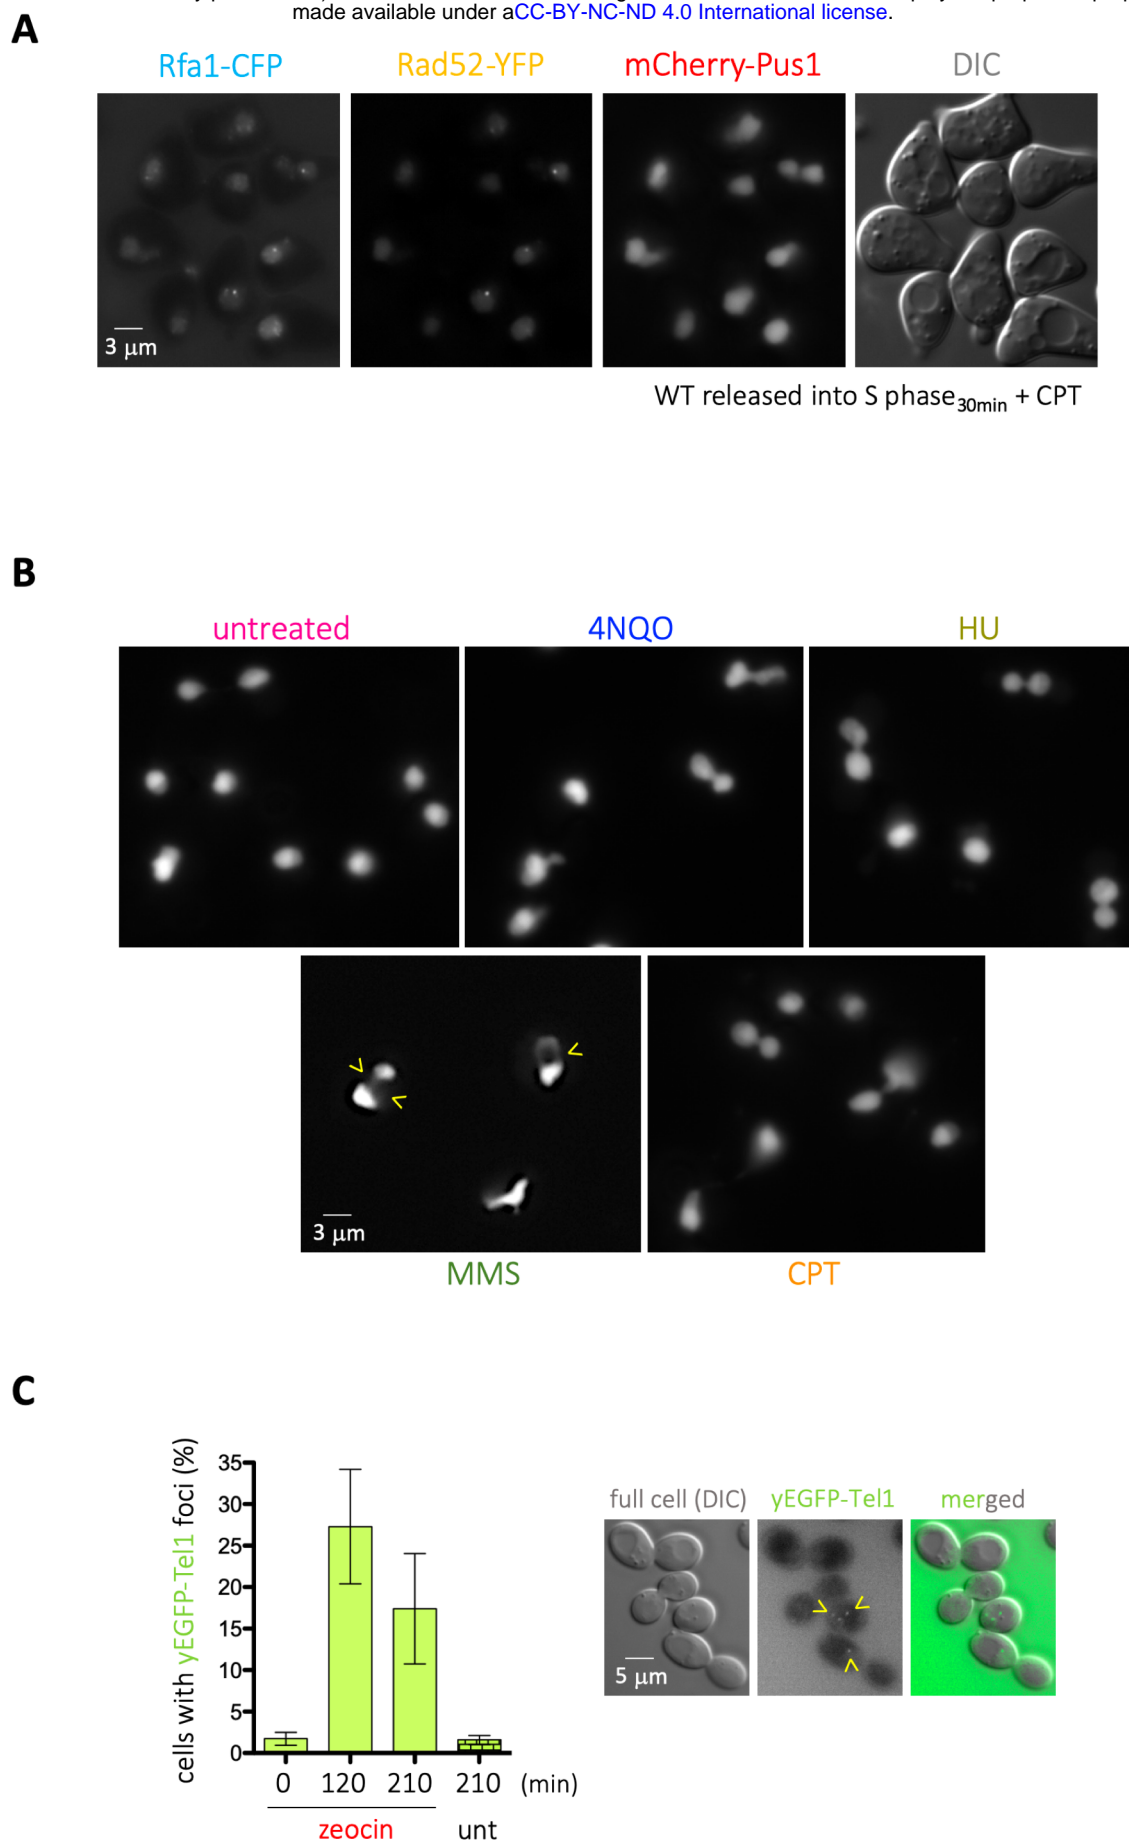 made available under aCC-BY-NC-ND 4.0 International license.
A
Rfa1-CFP Rad52-YFP mCherry-Pus1 DIC
3 µm
WT released into S phase30min + CPT
B
untreated 4NQO HU
3 µm
MMS CPT
C
cells with yEGFP-Tel1 foci (%)
35
30
25
20
15
10
5
0
0 120 210 210 (min)
zeocin unt
full cell (DIC) yEGFP-Tel1 merged
5 µm